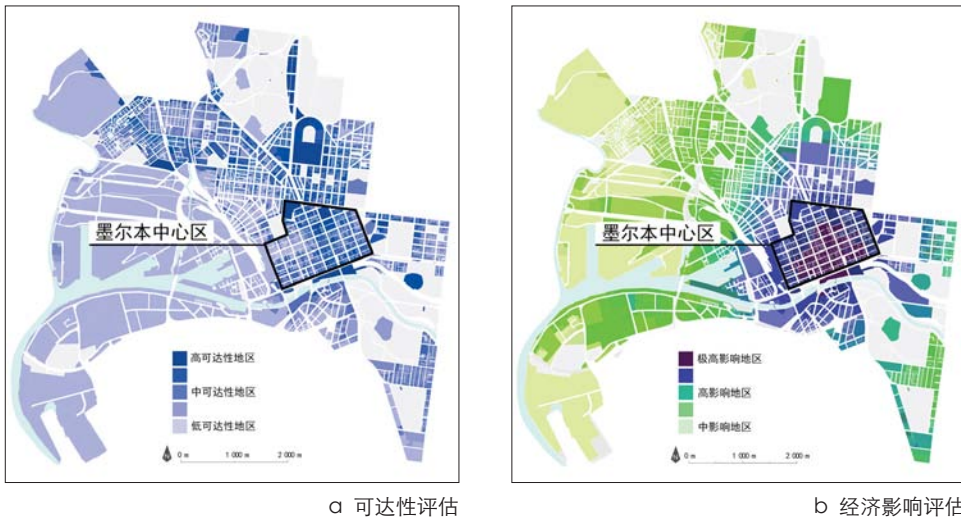 墨尔本中心区
高可达性地区
中可达性地区
低可达性地区
0 m 1 000 m 2 000 m
a 可达性评估
墨尔本中心区
极高影响地区
高影响地区
中影响地区
0 m 1 000 m 2 000 m
b 经济影响评估